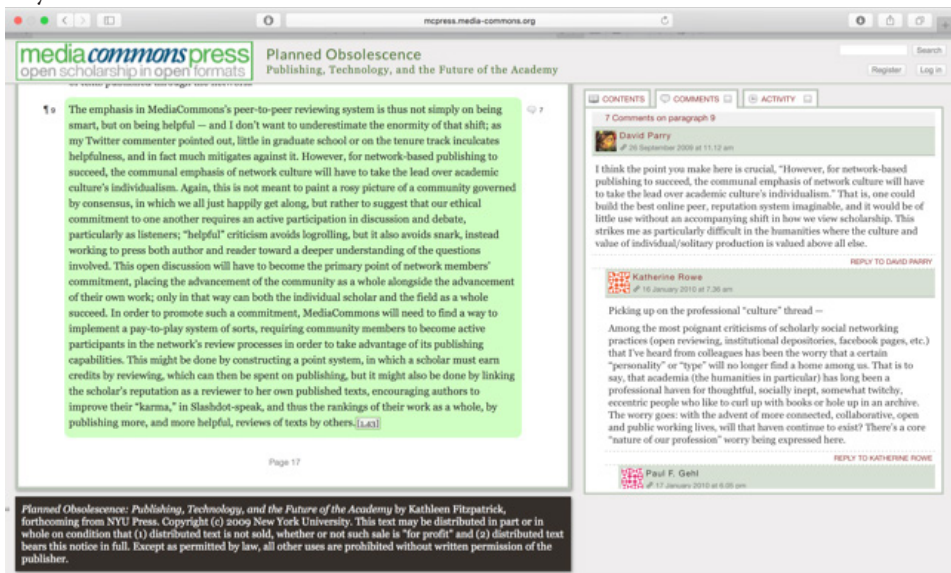 mcpress.media-commons.org
mediacommonspress
open scholarship in open formats
Planned Obsolescence
Publishing, Technology, and the Future of the Academy
Search
Register
Log in
¶ 9
The emphasis in MediaCommons's peer-to-peer reviewing system is thus not simply on being
smart, but on being helpful — and I don't want to underestimate the enormity of that shift; as
my Twitter commenter pointed out, little in graduate school or on the tenure track inculcates
helpfulness, and in fact much mitigates against it. However, for network-based publishing to
succeed, the communal emphasis of network culture will have to take the lead over academic
culture's individualism. Again, this is not meant to paint a rosy picture of a community governed
by consensus, in which we all just happily get along, but rather to suggest that our ethical
commitment to one another requires an active participation in discussion and debate,
particularly as listeners; "helpful" criticism avoids logrolling, but it also avoids snark, instead
working to press both author and reader toward a deeper understanding of the questions
involved. This open discussion will have to become the primary point of network members'
commitment, placing the advancement of the community as a whole alongside the advancement
of their own work; only in that way can both the individual scholar and the field as a whole
succeed. In order to promote such a commitment, MediaCommons will need to find a way to
implement a pay-to-play system of sorts, requiring community members to become active
participants in the network's review processes in order to take advantage of its publishing
capabilities. This might be done by constructing a point system, in which a scholar must earn
credits by reviewing, which can then be spent on publishing, but it might also be done by linking
the scholar's reputation as a reviewer to her own published texts, encouraging authors to
improve their "karma," in Slashdot-speak, and thus the rankings of their work as a whole, by
publishing more, and more helpful, reviews of texts by others.[1.43]
7
Page 17
Planned Obsolescence: Publishing, Technology, and the Future of the Academy by Kathleen Fitzpatrick,
forthcoming from NYU Press. Copyright (c) 2009 New York University. This text may be distributed in part or in
whole on condition that (1) distributed text is not sold, whether or not such sale is "for profit" and (2) distributed text
bears this notice in full. Except as permitted by law, all other uses are prohibited without written permission of the
publisher.
CONTENTS
COMMENTS
ACTIVITY
7 Comments on paragraph 9
David Parry
26 September 2009 at 11.12 am
I think the point you make here is crucial, "However, for network-based
publishing to succeed, the communal emphasis of network culture will have
to take the lead over academic culture's individualism." That is, one could
build the best online peer, reputation system imaginable, and it would be of
little use without an accompanying shift in how we view scholarship. This
strikes me as particularly difficult in the humanities where the culture and
value of individual/solitary production is valued above all else.
REPLY TO DAVID PARRY
Katherine Rowe
16 January 2010 at 7.36 am
Picking up on the professional "culture" thread —
Among the most poignant criticisms of scholarly social networking
practices (open reviewing, institutional depositories, facebook pages, etc.)
that I've heard from colleagues has been the worry that a certain
"personality" or "type" will no longer find a home among us. That is to
say, that academia (the humanities in particular) has long been a
professional haven for thoughtful, socially inept, somewhat twitchy,
eccentric people who like to curl up with books or hole up in an archive.
The worry goes: with the advent of more connected, collaborative, open
and public working lives, will that haven continue to exist? There's a core
"nature of our profession" worry being expressed here.
REPLY TO KATHERINE ROWE
Paul F. Gehl
17 January 2010 at 6.05 pm